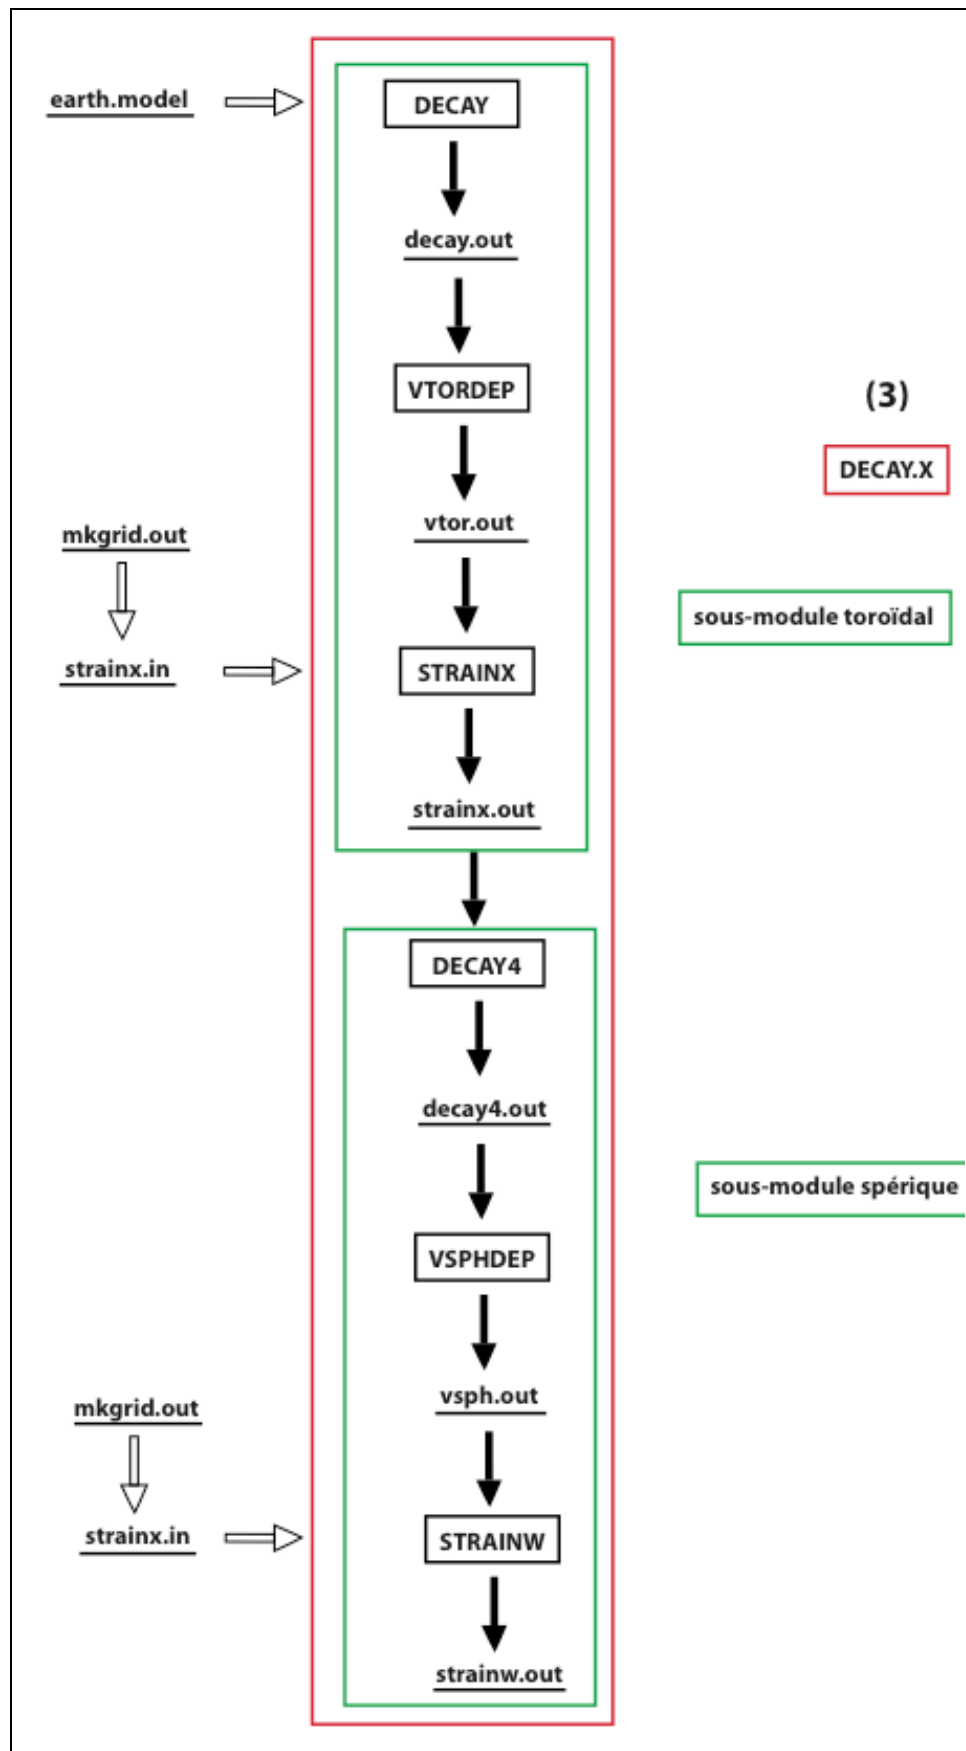 earth.model
DECAY
decay.out
VTORDEP
(3)
DECAY.X
vtor.out
mkgrid.out
sous-module toroïdal
strainx.in
STRAINX
strainx.out
DECAY4
decay4.out
sous-module spérique
VSPHDEP
vsph.out
mkgrid.out
strainx.in
STRAINW
strainw.out